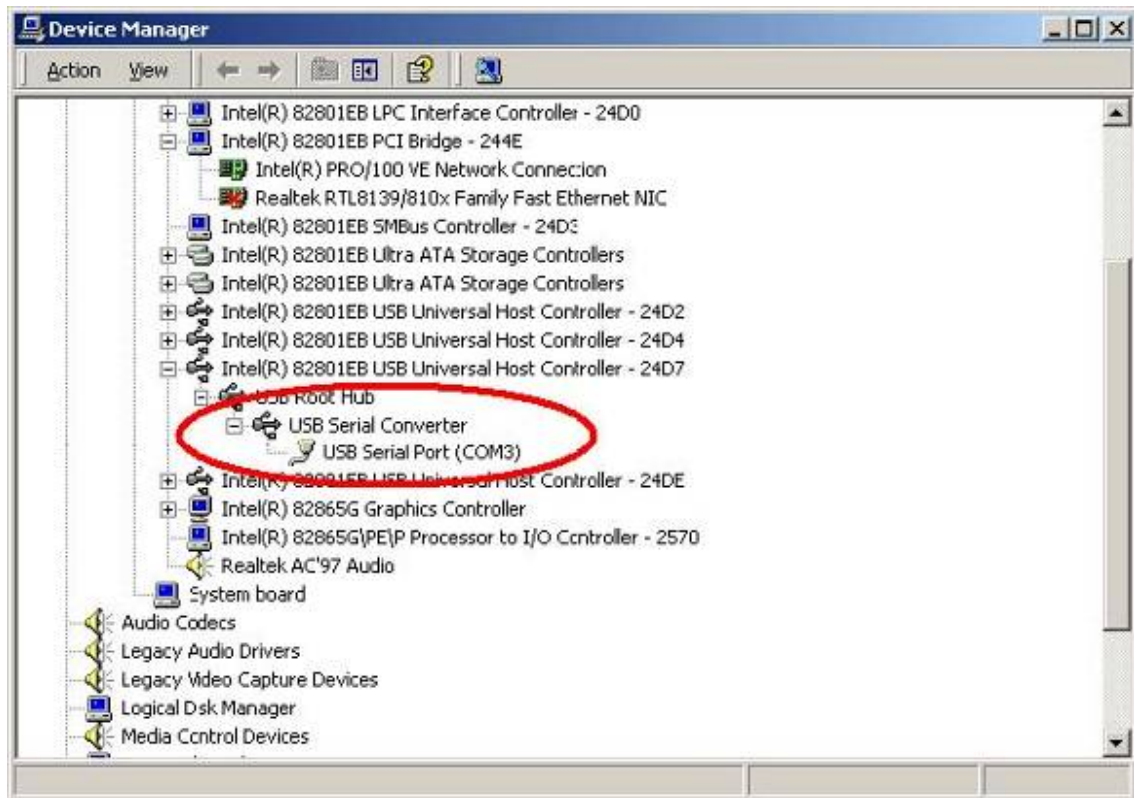 Device Manager
Action View
Intel(R) 82801EB LPC Interface Controller - 24D0
Intel(R) 82801EB PCI Bridge - 244E
Intel(R) PRO/100 VE Network Connection
Realtek RTL8139/810x Family Fast Ethernet NIC
Intel(R) 82801EB SMBus Controller - 24D3
Intel(R) 82801EB Ultra ATA Storage Controllers
Intel(R) 82801EB Ultra ATA Storage Controllers
Intel(R) 82801EB USB Universal Host Controller - 24D2
Intel(R) 82801EB USB Universal Host Controller - 24D4
Intel(R) 82801EB USB Universal Host Controller - 24D7
USB Root Hub
USB Serial Converter
USB Serial Port (COM3)
Intel(R) 82801EB USB Universal Host Controller - 24DE
Intel(R) 82865G Graphics Controller
Intel(R) 82865G\PE\P Processor to I/O Controller - 2570
Realtek AC'97 Audio
System board
Audio Codecs
Legacy Audio Drivers
Legacy Video Capture Devices
Logical Disk Manager
Media Control Devices